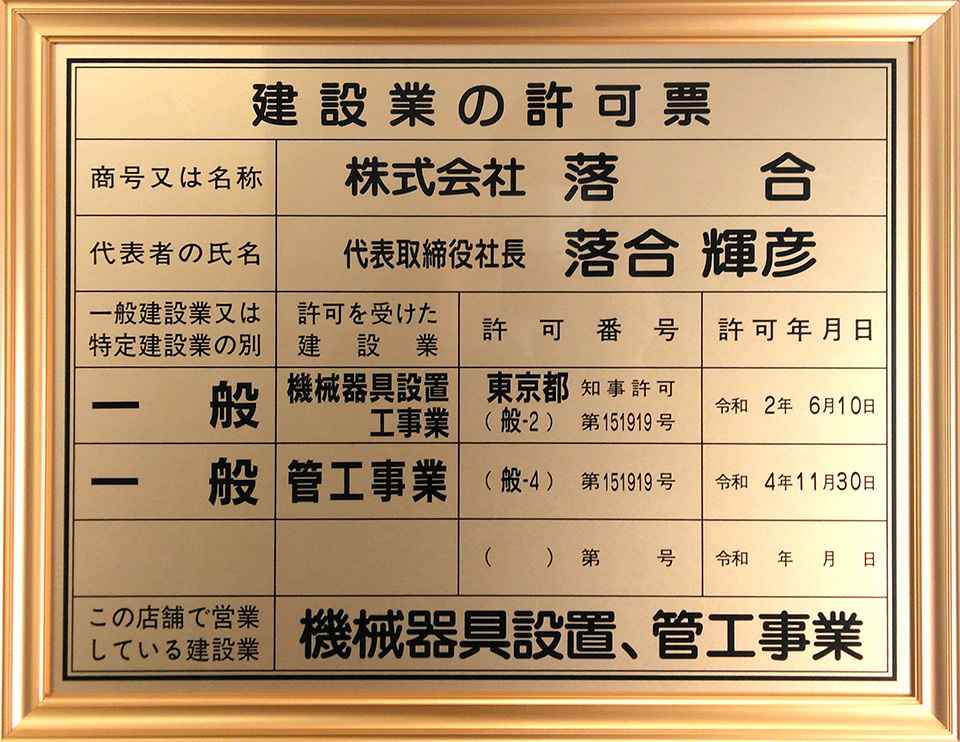 建設業の許可票
商号又は名称 株式会社 落合
代表者の氏名 代表取締役社長 落合 輝彦
一般建設業又は
特定建設業の別
許可を受けた
建設業
許可番号
許可年月日
一般
機械器具設置
工事業
東京都 知事許可
(般-2) 第151919号
令和 2年 6月10日
一般
管工事業
(般-4) 第151919号
令和 4年11月30日
( ) 第 号
令和 年 月 日
この店舗で営業
している建設業
機械器具設置、管工事業